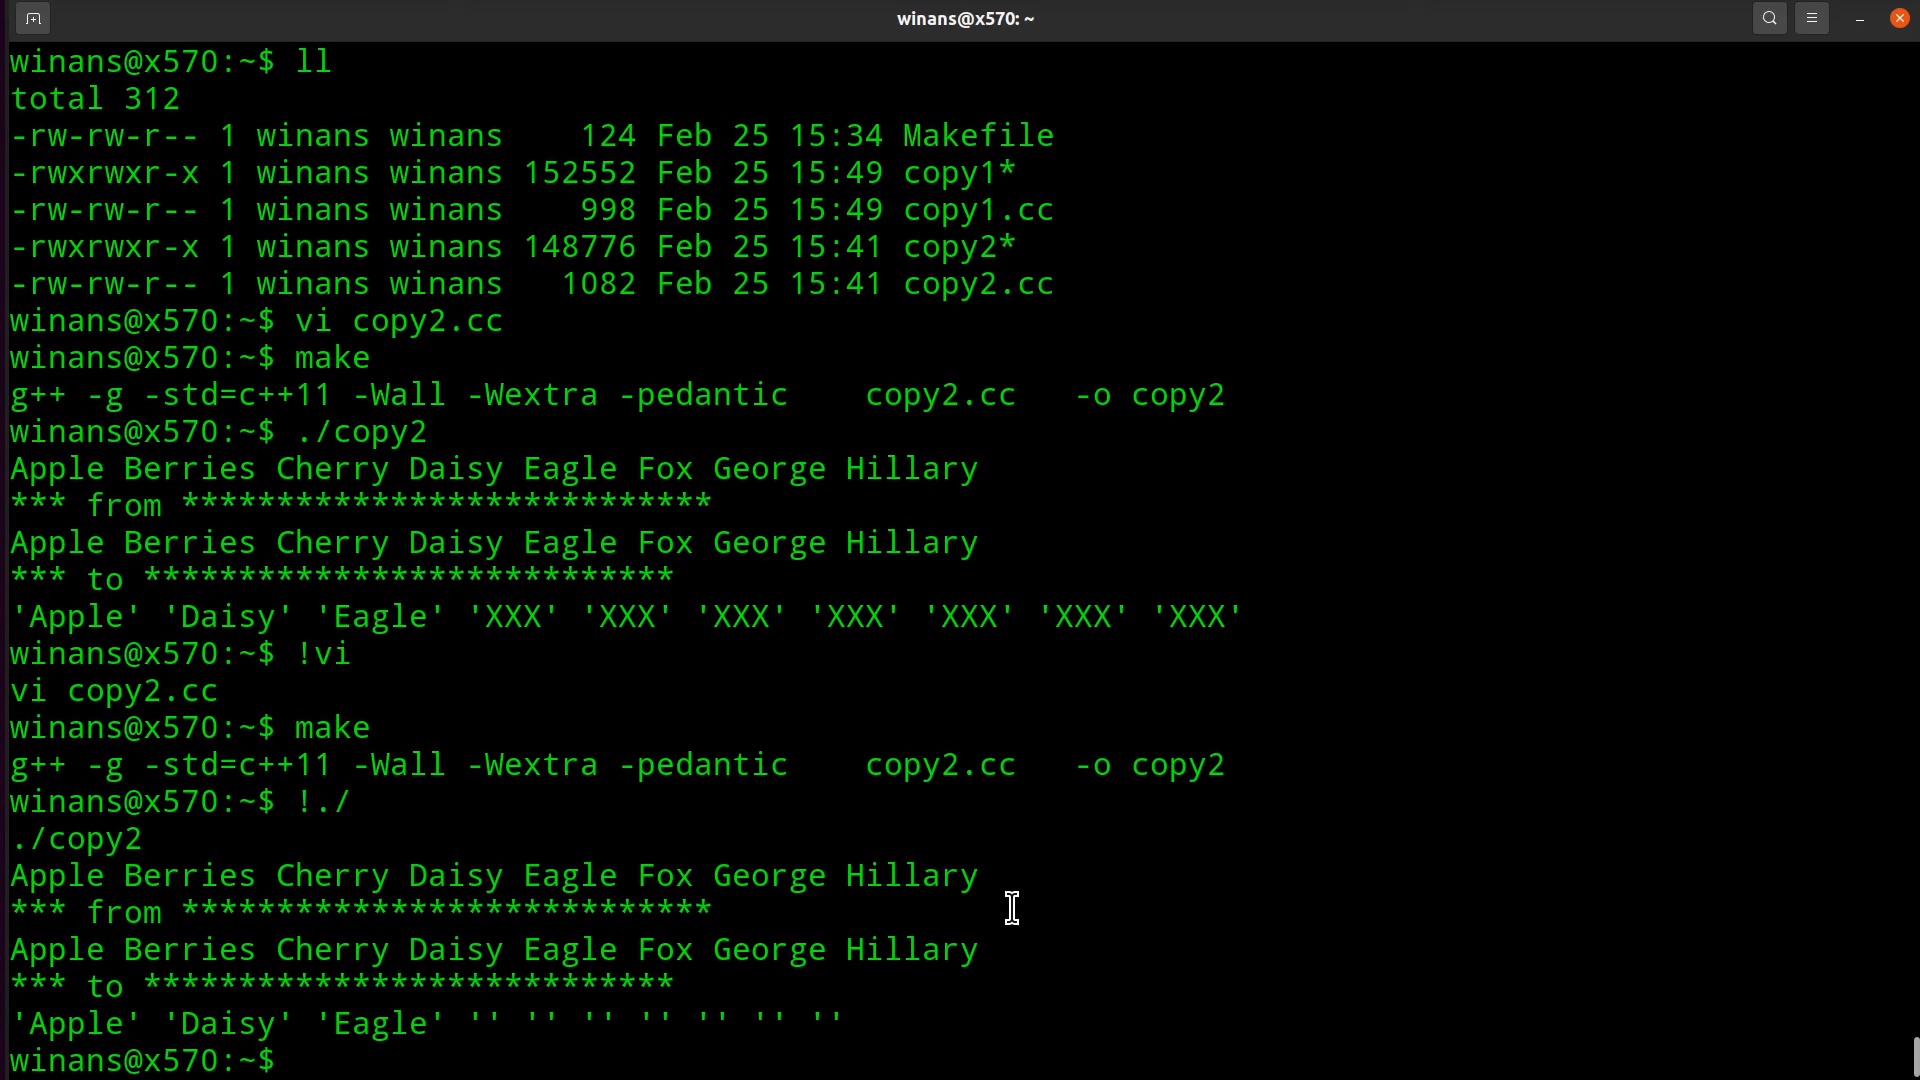 winans@x570: ~
winans@x570:~$ ll
total 312
-rw-rw-r-- 1 winans winans    124 Feb 25 15:34 Makefile
-rwxrwxr-x 1 winans winans 152552 Feb 25 15:49 copy1*
-rw-rw-r-- 1 winans winans    998 Feb 25 15:49 copy1.cc
-rwxrwxr-x 1 winans winans 148776 Feb 25 15:41 copy2*
-rw-rw-r-- 1 winans winans   1082 Feb 25 15:41 copy2.cc
winans@x570:~$ vi copy2.cc
winans@x570:~$ make
g++ -g -std=c++11 -Wall -Wextra -pedantic    copy2.cc   -o copy2
winans@x570:~$ ./copy2
Apple Berries Cherry Daisy Eagle Fox George Hillary
*** from ****************************
Apple Berries Cherry Daisy Eagle Fox George Hillary
*** to ****************************
'Apple' 'Daisy' 'Eagle' 'XXX' 'XXX' 'XXX' 'XXX' 'XXX' 'XXX' 'XXX'
winans@x570:~$ !vi
vi copy2.cc
winans@x570:~$ make
g++ -g -std=c++11 -Wall -Wextra -pedantic    copy2.cc   -o copy2
winans@x570:~$ !./
./copy2
Apple Berries Cherry Daisy Eagle Fox George Hillary
*** from ****************************
Apple Berries Cherry Daisy Eagle Fox George Hillary
*** to ****************************
'Apple' 'Daisy' 'Eagle' '' '' '' '' '' '' ''
winans@x570:~$